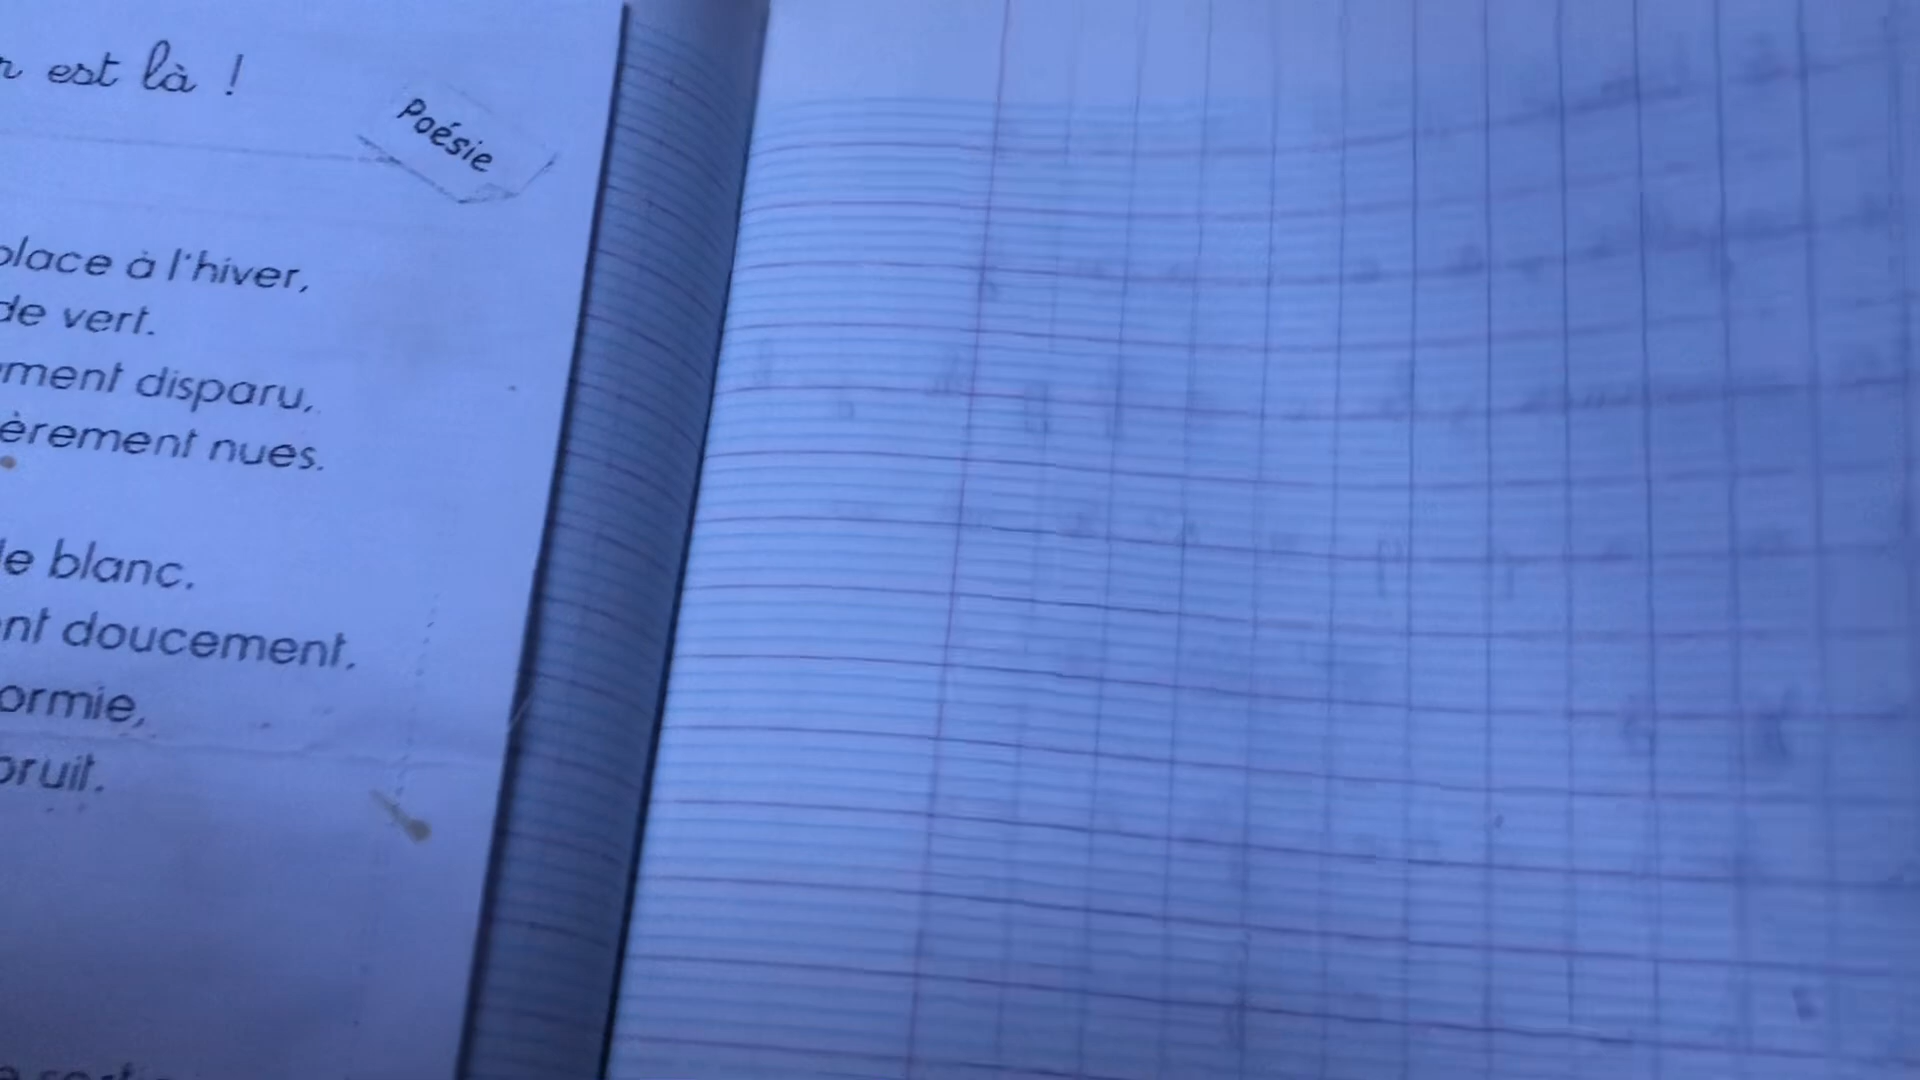 est là !
Poésie
place à l'hiver,
de vert.
ment disparu,
èrement nues.
le blanc.
nt doucement.
ormie,
bruit.